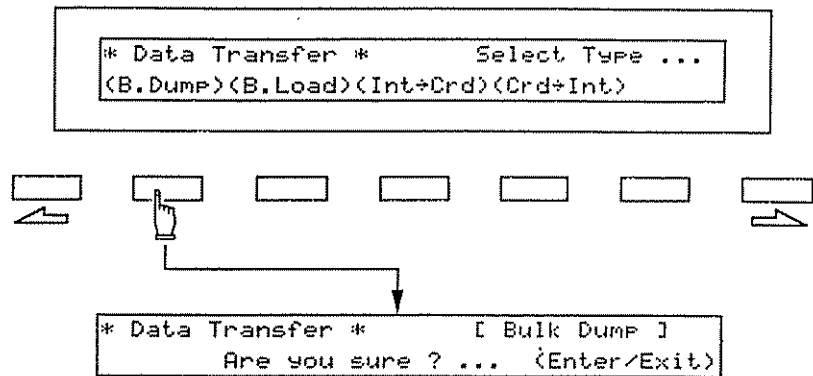 * Data Transfer * Select Type ...
(B.Dump)(B.Load)(Int→Crd)(Crd→Int)
* Data Transfer * [ Bulk Dump ]
Are you sure ? ... (Enter/Exit)